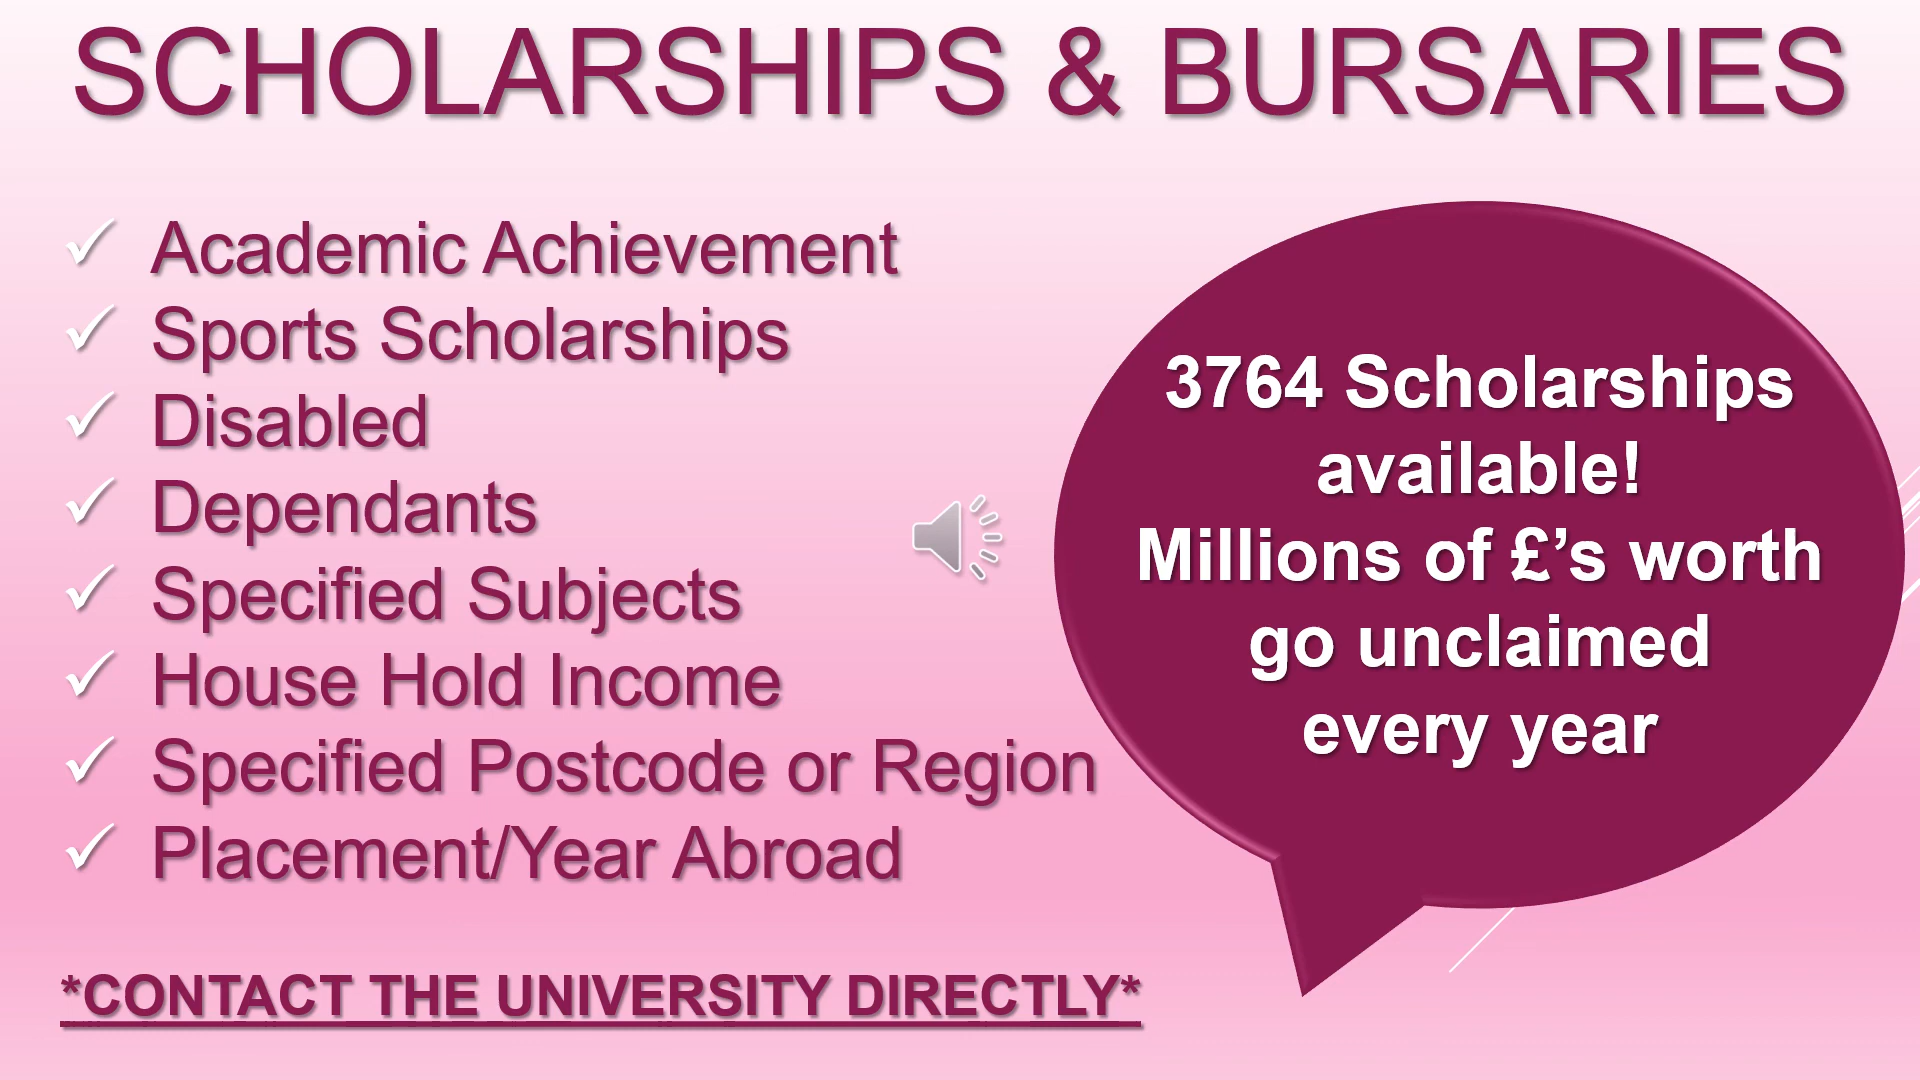 SCHOLARSHIPS & BURSARIES
Academic Achievement
Sports Scholarships
Disabled
Dependants
Specified Subjects
House Hold Income
Specified Postcode or Region
Placement/Year Abroad
*CONTACT THE UNIVERSITY DIRECTLY*
3764 Scholarships
available!
Millions of £’s worth
go unclaimed
every year